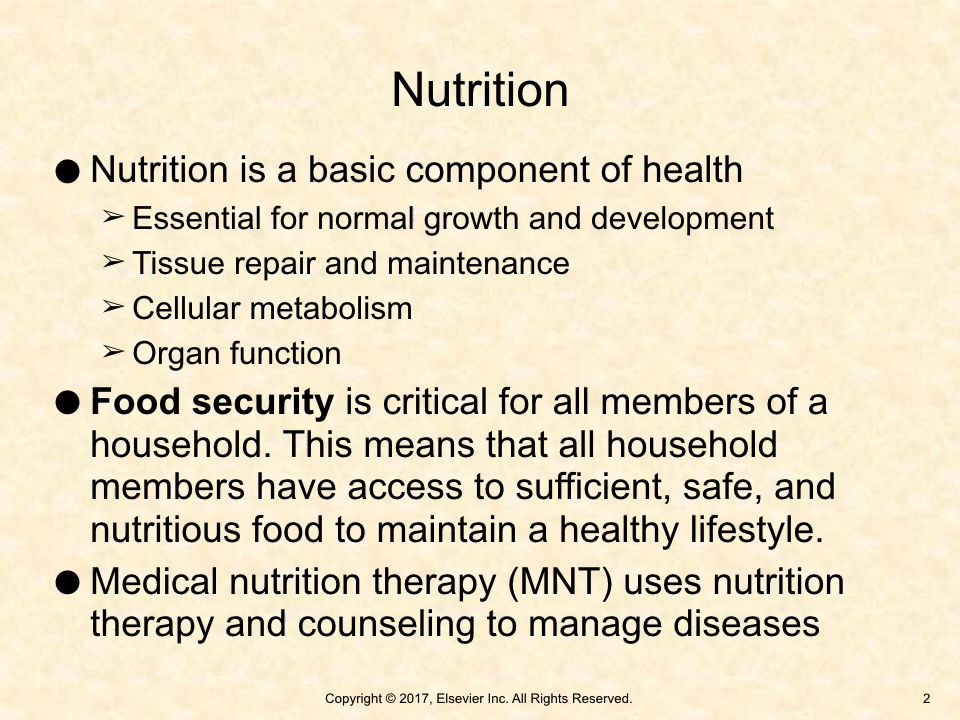 Nutrition
● Nutrition is a basic component of health
➢ Essential for normal growth and development
➢ Tissue repair and maintenance
➢ Cellular metabolism
➢ Organ function
● Food security is critical for all members of a
household. This means that all household
members have access to sufficient, safe, and
nutritious food to maintain a healthy lifestyle.
● Medical nutrition therapy (MNT) uses nutrition
therapy and counseling to manage diseases
Copyright © 2017, Elsevier Inc. All Rights Reserved. 2